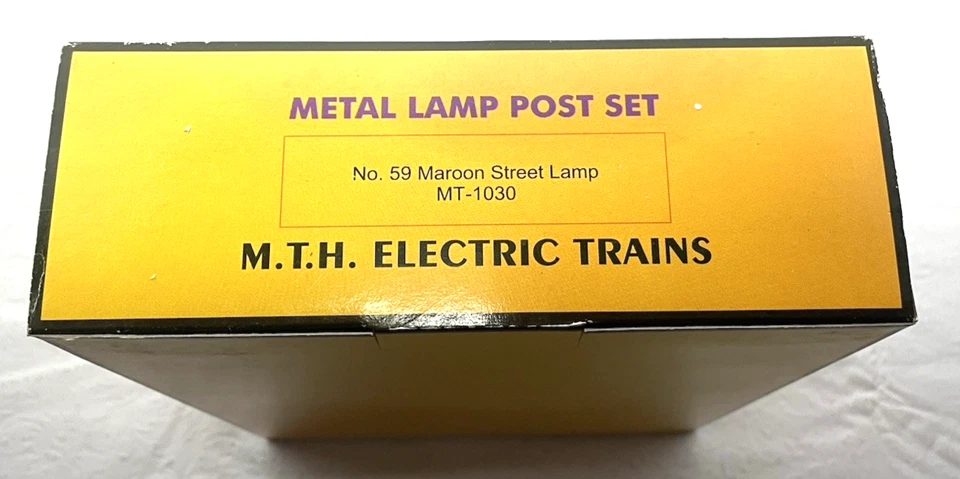 METAL LAMP POST SET
No. 59 Maroon Street Lamp
MT-1030
M.T.H. ELECTRIC TRAINS